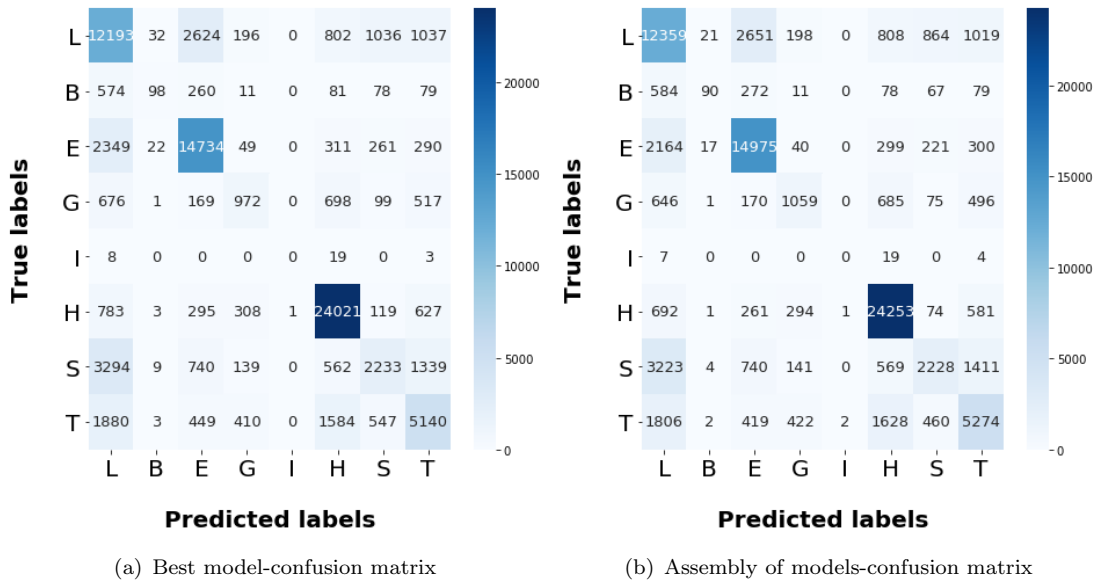 L 12193 32 2624 196 0 802 1036 1037
B 574 98 260 11 0 81 78 79
E 2349 22 14734 49 0 311 261 290
G 676 1 169 972 0 698 99 517
I 8 0 0 0 0 19 0 3
H 783 3 295 308 1 24021 119 627
S 3294 9 740 139 0 562 2233 1339
T 1880 3 449 410 0 1584 547 5140
L B E G I H S T
True labels
Predicted labels
20000
15000
10000
5000
0
(a) Best model-confusion matrix
L 12359 21 2651 198 0 808 864 1019
B 584 90 272 11 0 78 67 79
E 2164 17 14975 40 0 299 221 300
G 646 1 170 1059 0 685 75 496
I 7 0 0 0 0 19 0 4
H 692 1 261 294 1 24253 74 581
S 3223 4 740 141 0 569 2228 1411
T 1806 2 419 422 2 1628 460 5274
L B E G I H S T
True labels
Predicted labels
20000
15000
10000
5000
0
(b) Assembly of models-confusion matrix